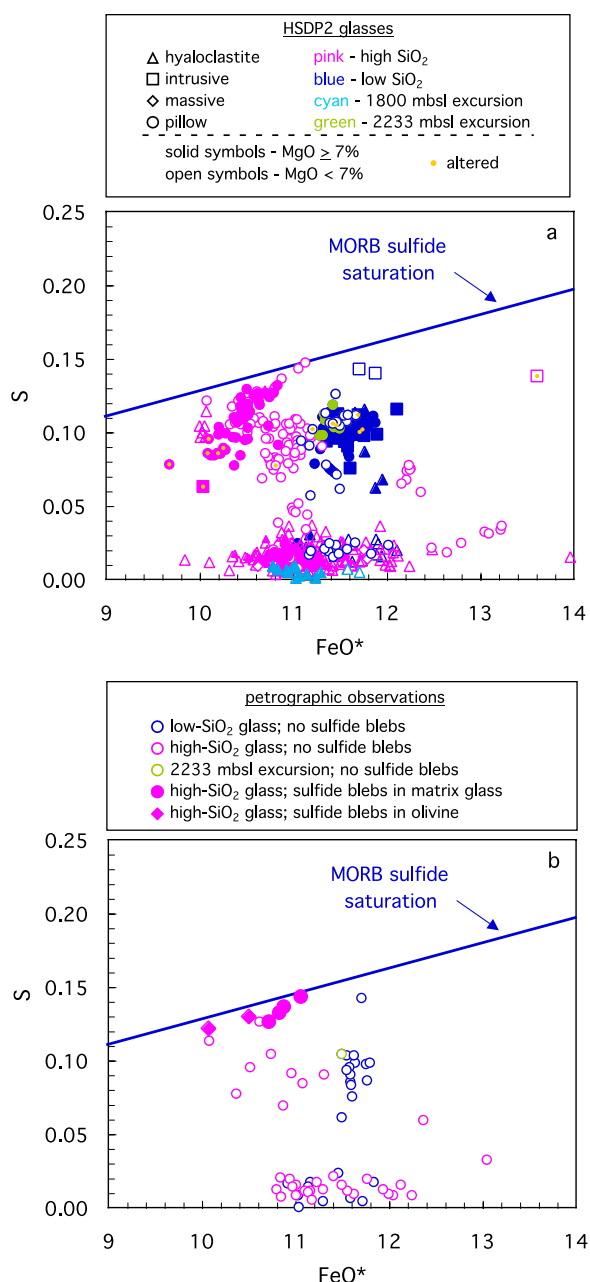 HSDP2 glasses
hyaloclastite
pink - high SiO₂
intrusive
blue - low SiO₂
massive
cyan - 1800 mbsl excursion
pillow
green - 2233 mbsl excursion
solid symbols - MgO ≥ 7%
open symbols - MgO < 7%
altered
0.25
0.20
0.15
0.10
0.05
0.00
S
a
MORB sulfide
saturation
9 10 11 12 13 14
FeO*
petrographic observations
low-SiO₂ glass; no sulfide blebs
high-SiO₂ glass; no sulfide blebs
2233 mbsl excursion; no sulfide blebs
high-SiO₂ glass; sulfide blebs in matrix glass
high-SiO₂ glass; sulfide blebs in olivine
0.25
0.20
0.15
0.10
0.05
0.00
S
b
MORB sulfide
saturation
9 10 11 12 13 14
FeO*